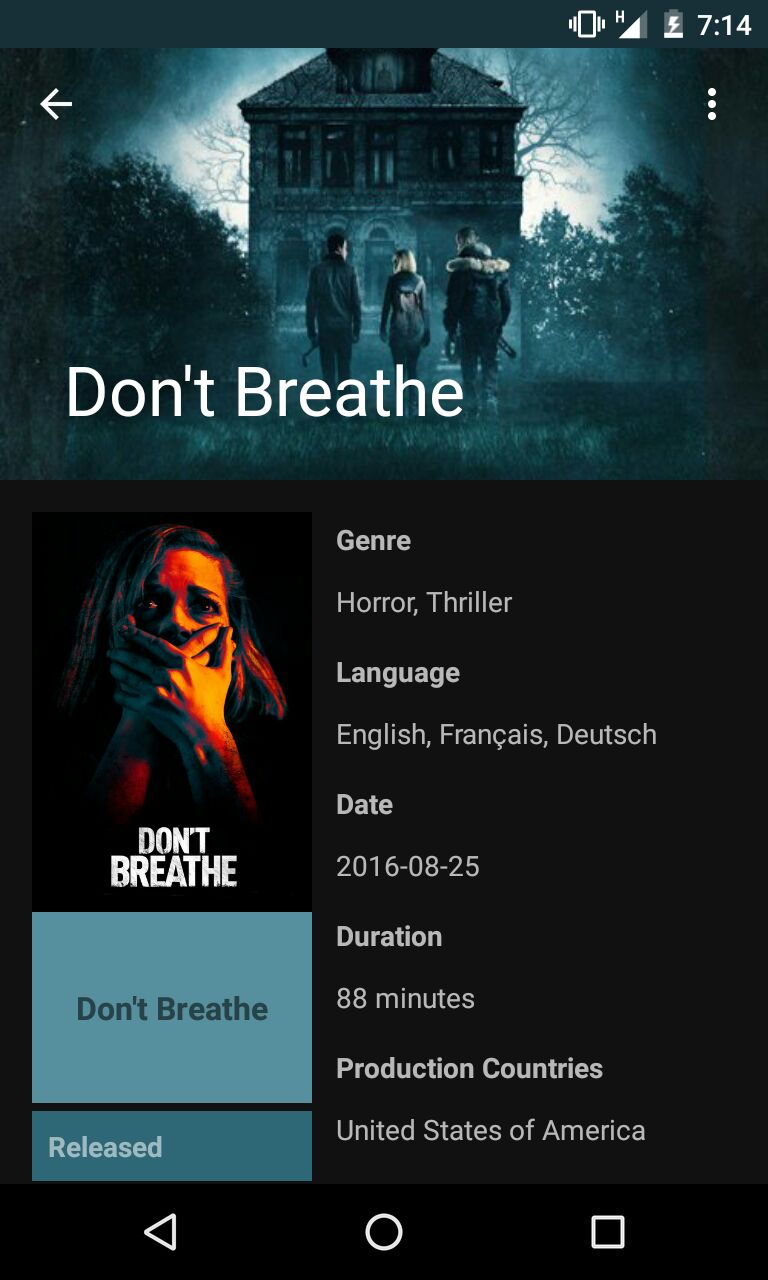 H 7:14
Don't Breathe
DON'T
BREATHE
Don't Breathe
Released
Genre
Horror, Thriller
Language
English, Français, Deutsch
Date
2016-08-25
Duration
88 minutes
Production Countries
United States of America